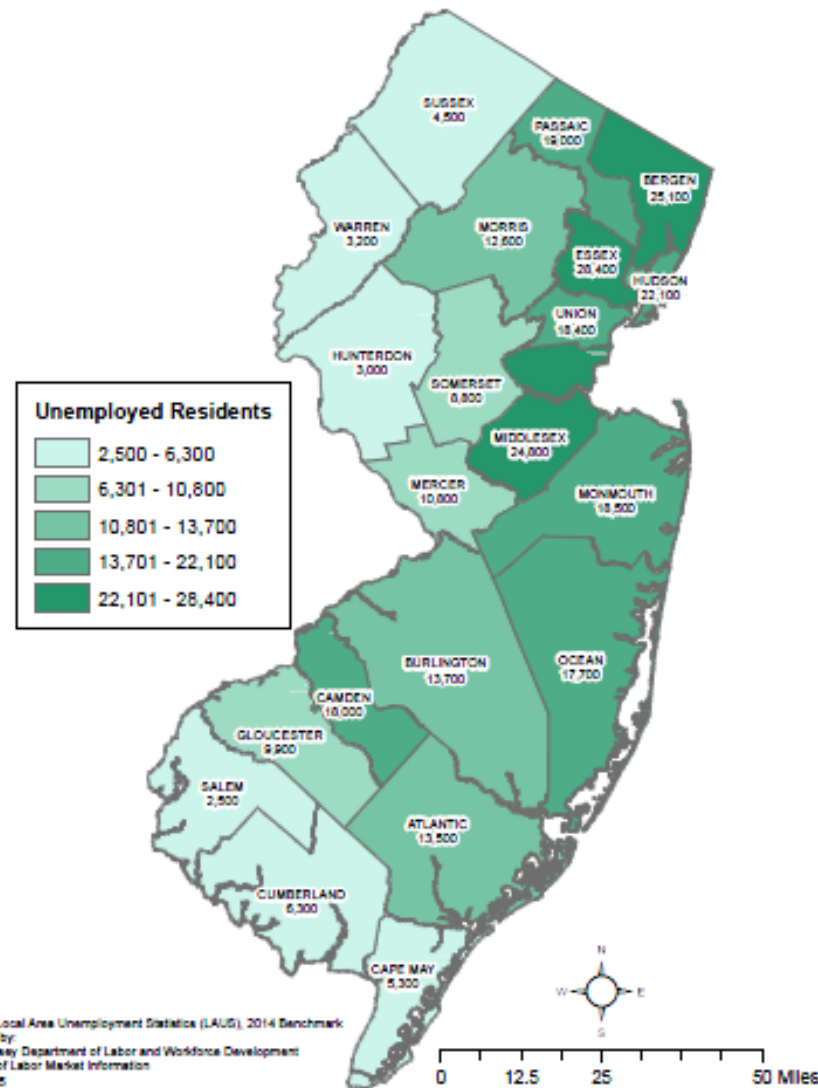 SUSSEX
4,500
PASSAIC
19,000
BERGEN
25,100
WARREN
3,200
MORRIS
12,600
ESSEX
28,400
HUDSON
22,100
UNION
18,400
HUNTERDON
3,000
SOMERSET
8,800
Unemployed Residents
2,500 - 6,300
6,301 - 10,800
10,801 - 13,700
13,701 - 22,100
22,101 - 28,400
MIDDLESEX
24,800
MERCER
10,800
MONMOUTH
18,500
BURLINGTON
13,700
OCEAN
17,700
CAMDEN
18,000
GLOUCESTER
9,900
SALEM
2,500
ATLANTIC
13,500
CUMBERLAND
6,300
CAPE MAY
5,300
N
W E
S
Local Area Unemployment Statistics (LAUS), 2014 Benchmark
by:
sey Department of Labor and Workforce Development
of Labor Market Information
5
0 12.5 25 50 Miles